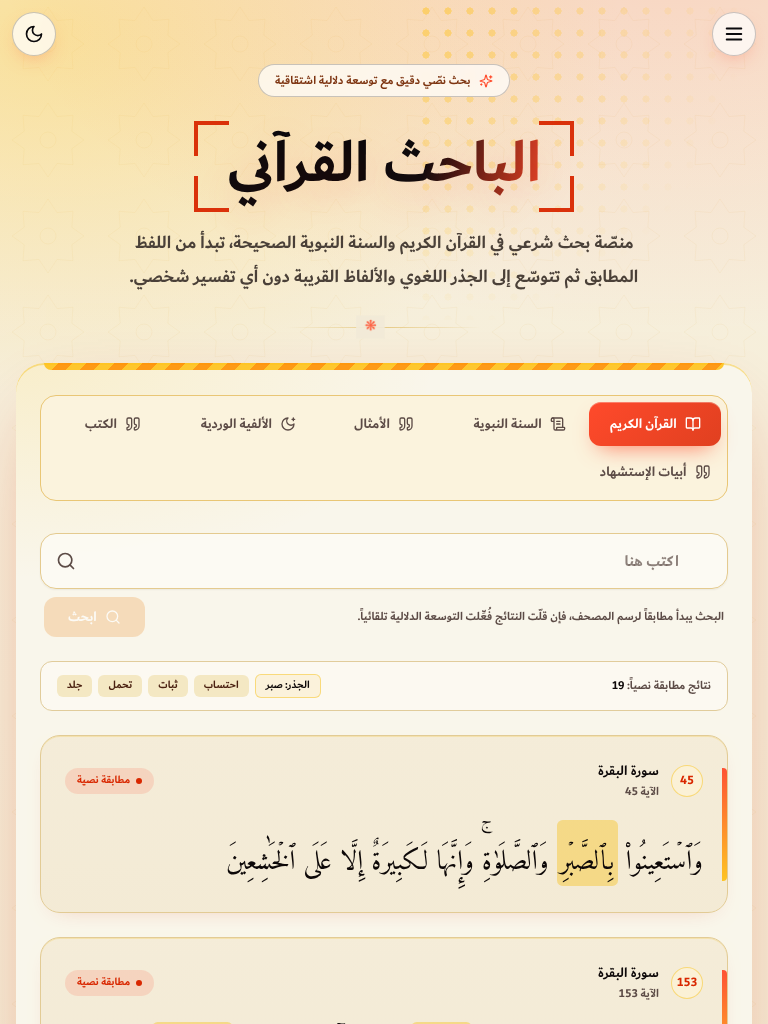 بحث نصّي دقيق مع توسعة دلالية اشتقاقية
الباحث القرآني
منصّة بحث شرعي في القرآن الكريم والسنة النبوية الصحيحة، تبدأ من اللفظ
المطابق ثم تتوسّع إلى الجذر اللغوي والألفاظ القريبة دون أي تفسير شخصي.
القرآن الكريم
السنة النبوية
الأمثال
الألفية الوردية
الكتب
أبيات الإستشهاد
اكتب هنا
البحث يبدأ مطابقاً لرسم المصحف، فإن قلّت النتائج فُعِّلت التوسعة الدلالية تلقائياً.
ابحث
نتائج مطابقة نصياً: 19
الجذر: صبر
احتساب
ثبات
تحمل
جلد
45
سورة البقرة
الآية 45
مطابقة نصية
وَٱسْتَعِينُوا۟ بِٱلصَّبْرِ وَٱلصَّلَوٰةِ ۚ وَإِنَّهَا لَكَبِيرَةٌ إِلَّا عَلَى ٱلْخَـٰشِعِينَ
153
سورة البقرة
الآية 153
مطابقة نصية